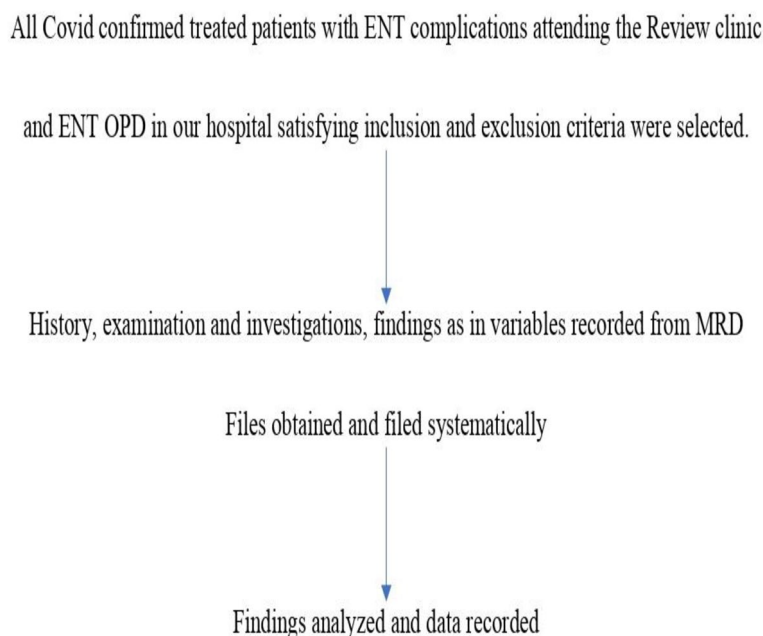 All Covid confirmed treated patients with ENT complications attending the Review clinic
and ENT OPD in our hospital satisfying inclusion and exclusion criteria were selected.
History, examination and investigations, findings as in variables recorded from MRD
Files obtained and filed systematically
Findings analyzed and data recorded